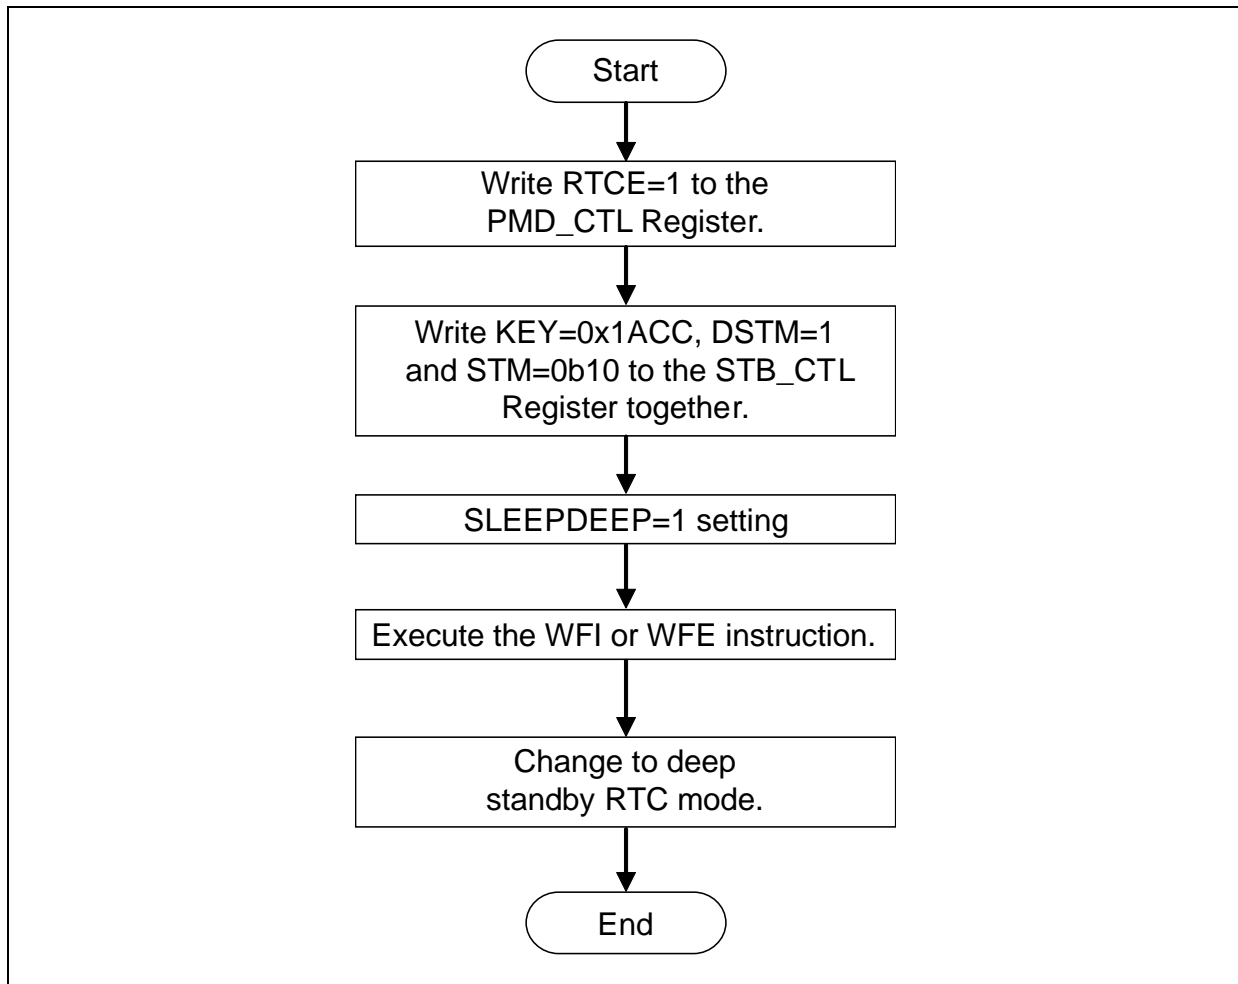 Start
Write RTCE=1 to the
PMD_CTL Register.
Write KEY=0x1ACC, DSTM=1
and STM=0b10 to the STB_CTL
Register together.
SLEEPDEEP=1 setting
Execute the WFI or WFE instruction.
Change to deep
standby RTC mode.
End